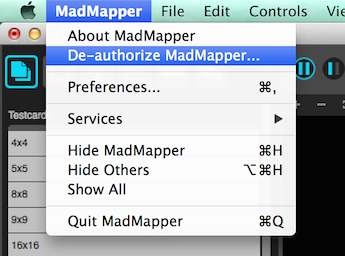 MadMapper File Edit Controls Vie
About MadMapper
De-authorize MadMapper...
Preferences... ⌘,
Services ▶
Hide MadMapper ⌘H
Hide Others ⌥⌘H
Show All
Quit MadMapper ⌘Q
Testcard
4x4
5x5
8x8
9x9
16x16